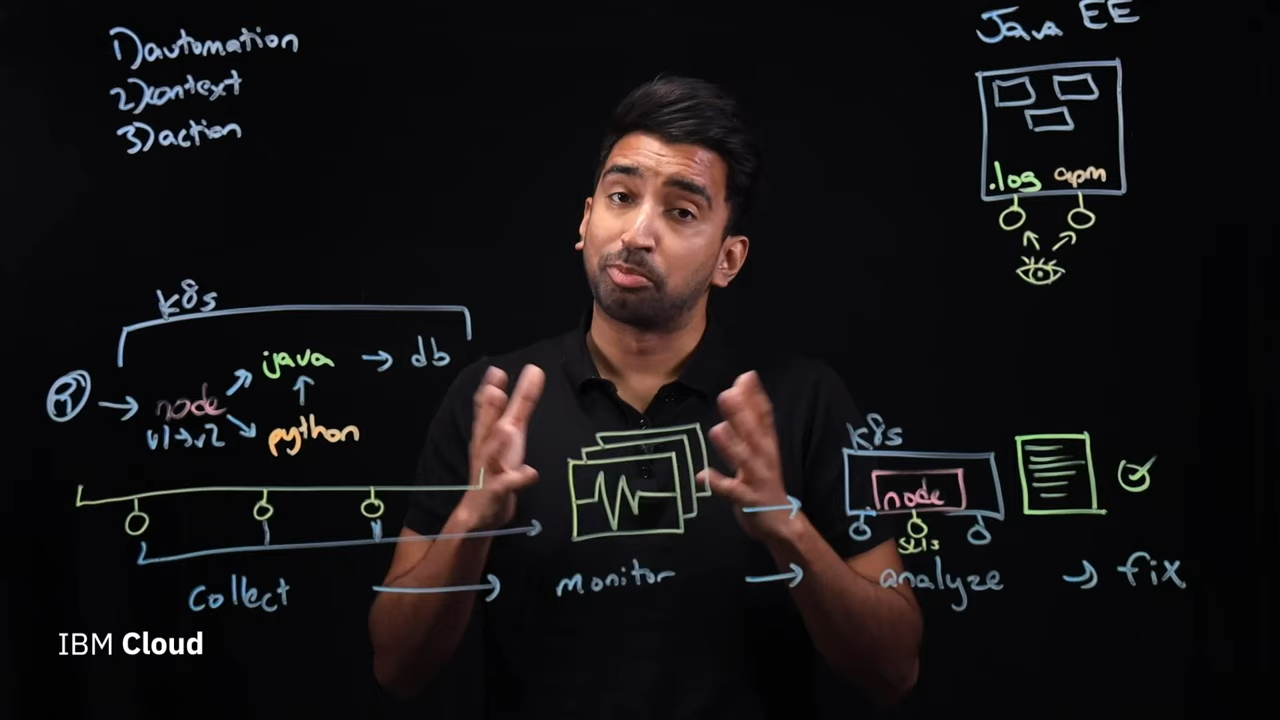 1) automation
2) context
3) action
Java EE
.log apm
k8s
java → db
node
v1→v2
python
k8s
node
SLIs
collect → monitor → analyze → fix
IBM Cloud